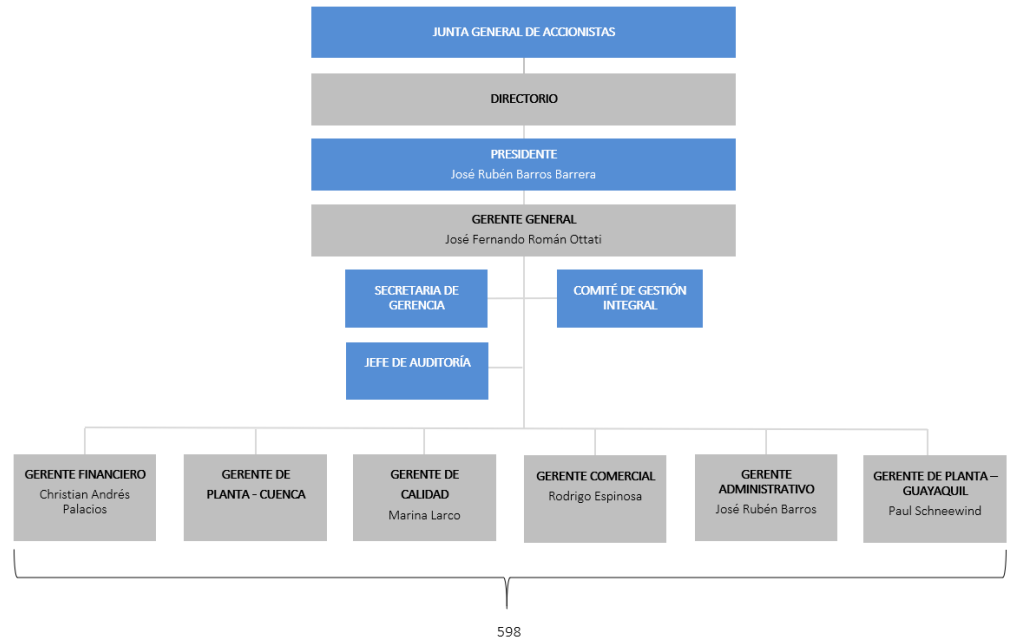 JUNTA GENERAL DE ACCIONISTAS
DIRECTORIO
PRESIDENTE
José Rubén Barros Barrera
GERENTE GENERAL
José Fernando Román Ottati
SECRETARIA DE
GERENCIA
COMITÉ DE GESTIÓN
INTEGRAL
JEFE DE AUDITORÍA
GERENTE FINANCIERO
Christian Andrés
Palacios
GERENTE DE
PLANTA - CUENCA
GERENTE DE
CALIDAD
Marina Larco
GERENTE COMERCIAL
Rodrigo Espinosa
GERENTE
ADMINISTRATIVO
José Rubén Barros
GERENTE DE PLANTA –
GUAYAQUIL
Paul Schneewind
598